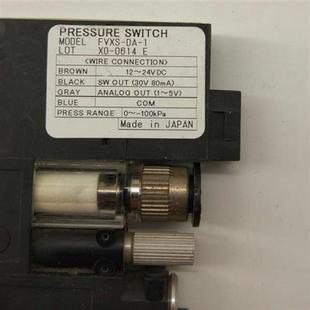 PRESSURE SWITCH
MODEL FVXS-DA-1
LOT X0-0614 E
<WIRE CONNECTION>
BROWN 12～24VDC
BLACK SW OUT (30V 80mA)
GRAY ANALOG OUT (1～5V)
BLUE COM
PRESS RANGE 0～-100kPa
Made in JAPAN